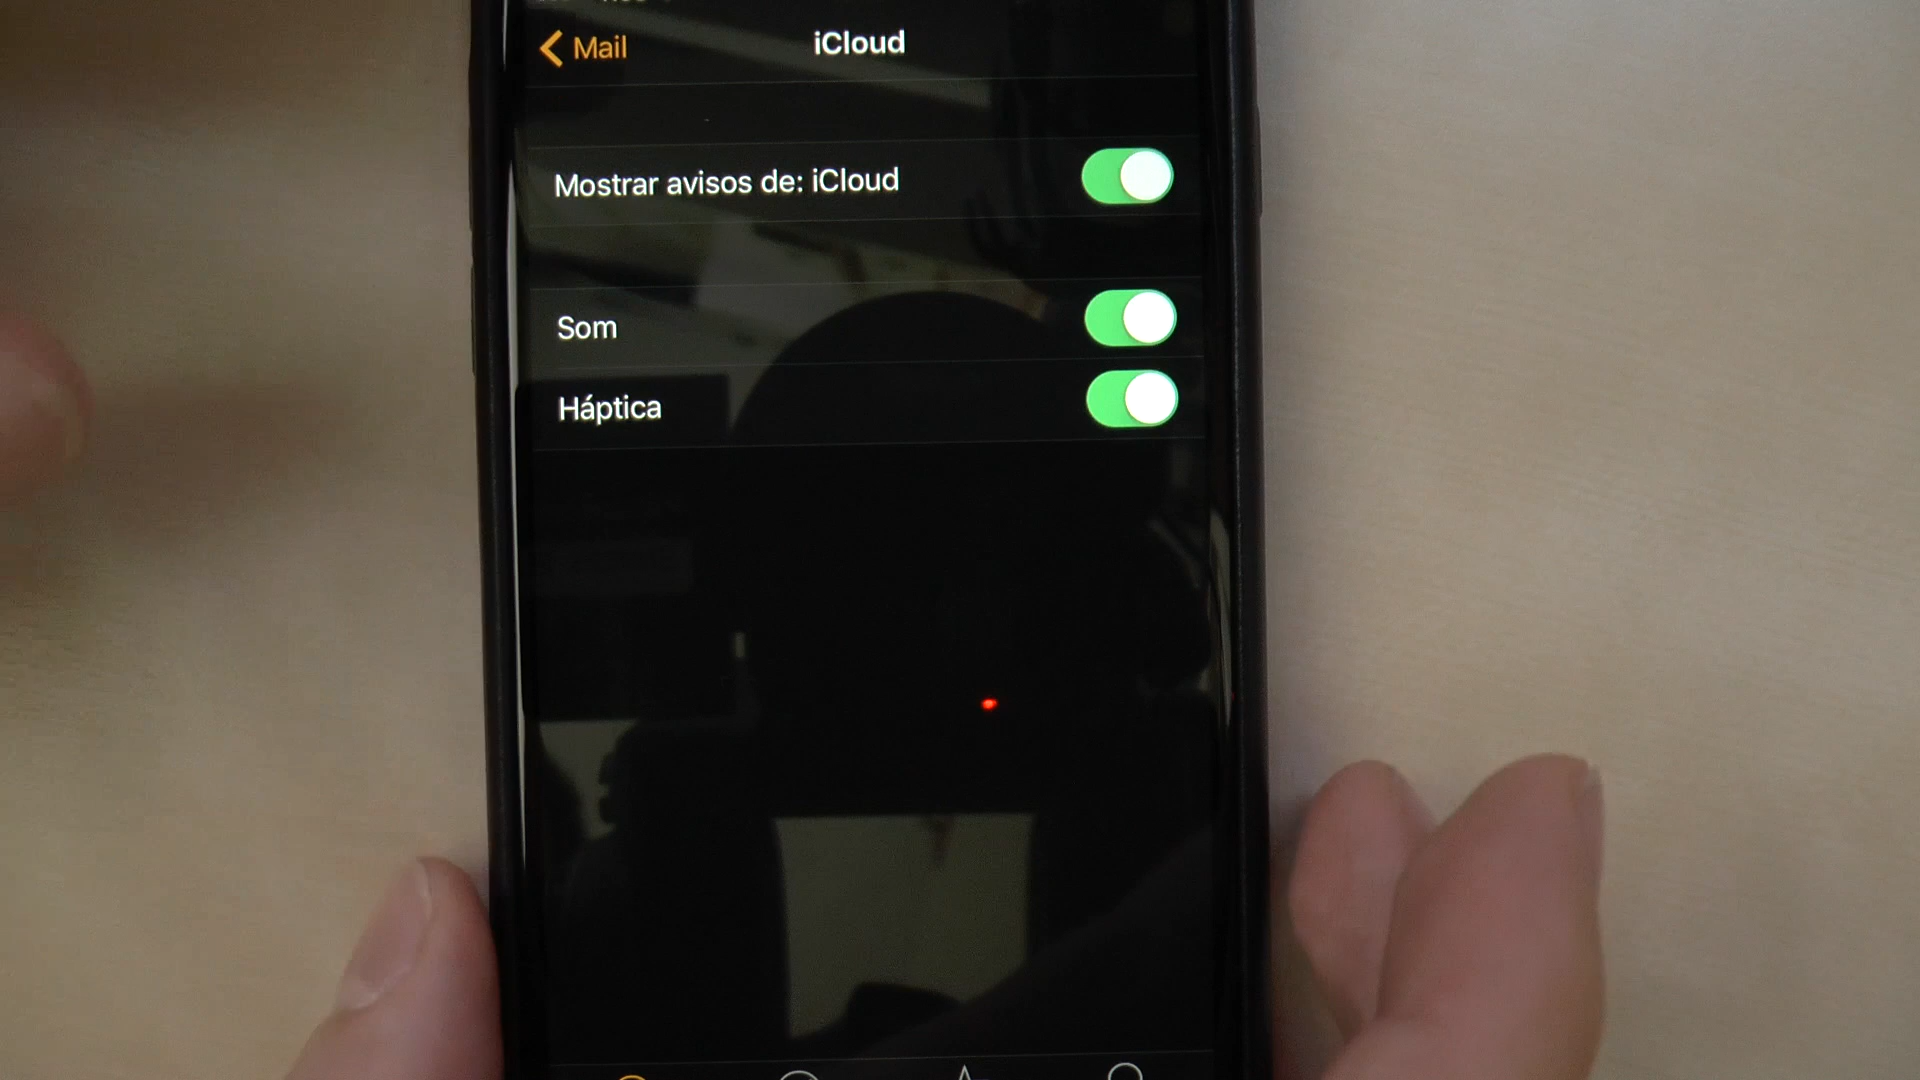 Mail
iCloud
Mostrar avisos de: iCloud
Som
Háptica